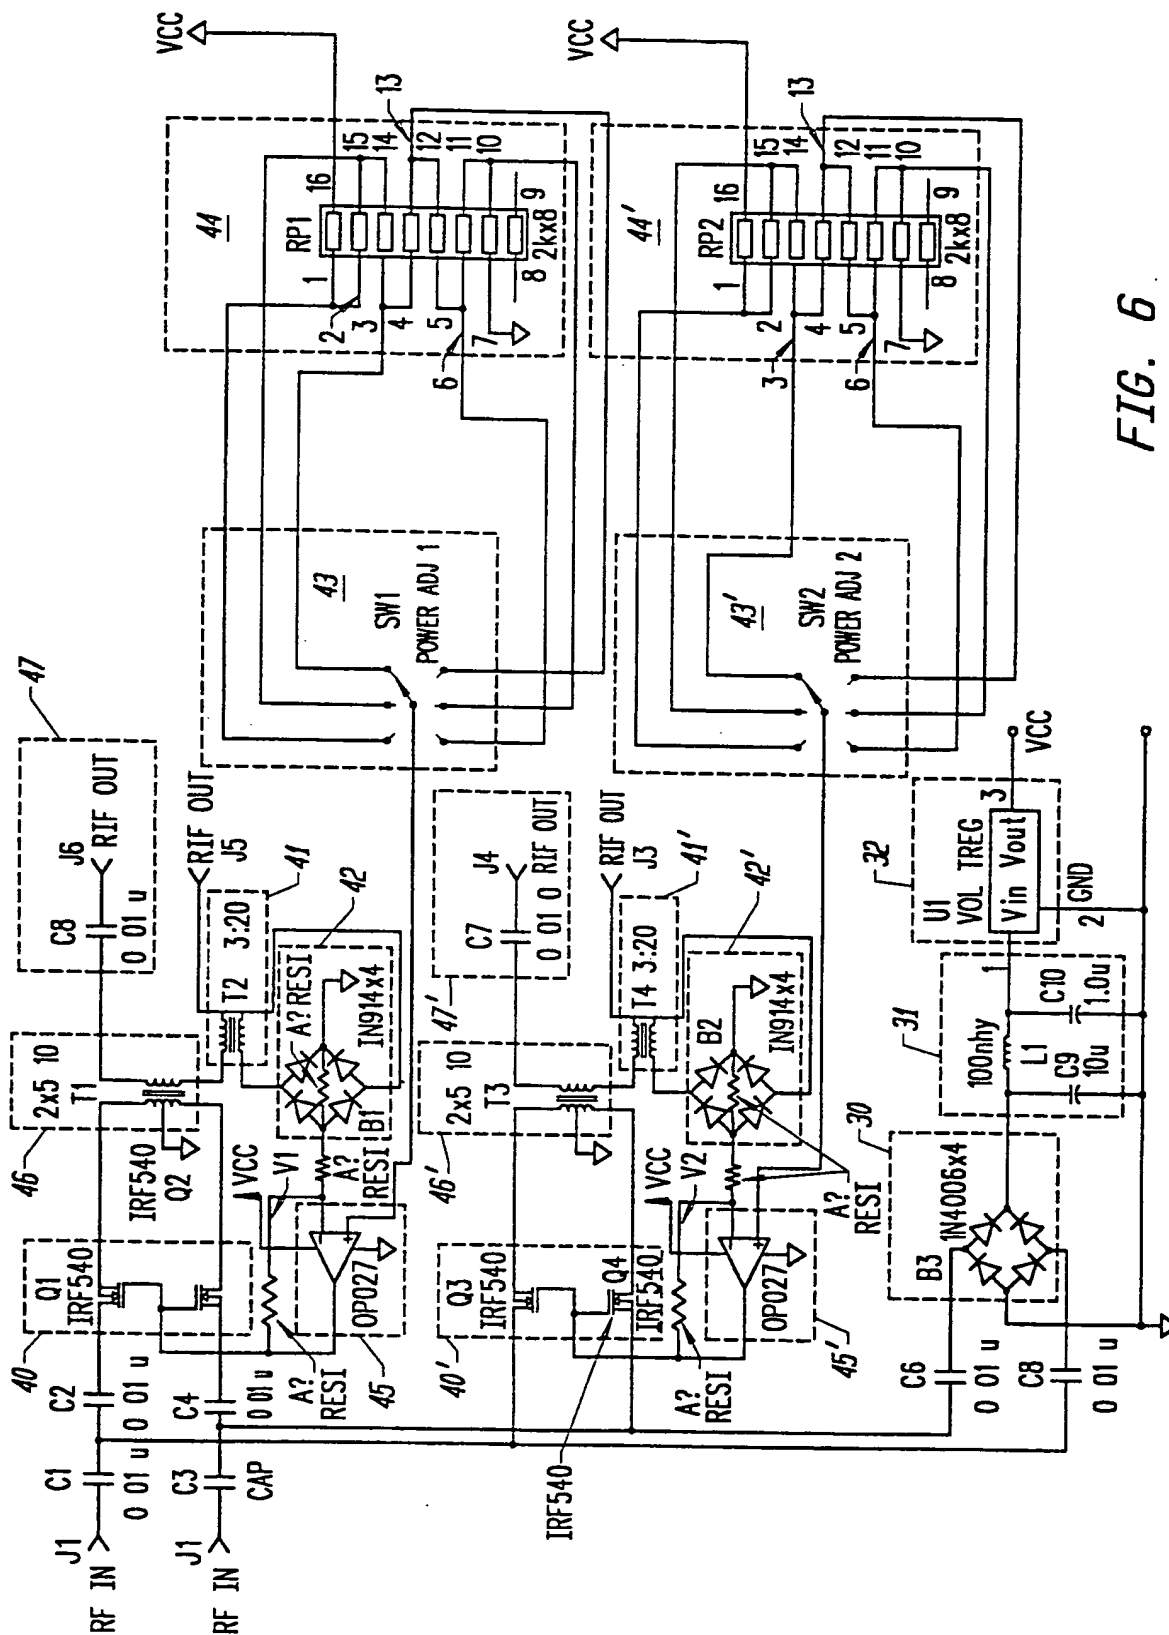 RF IN
J1
C1
0 01 u
C2
0 01 u
40
Q1
IRF540
IRF540
Q2
46
2x5 10
T1
C8
0 01 u
J6
RIF OUT
47
RF IN
J1
C3
CAP
C4
0 01 u
A?
RESI
45
OP027
VCC
V1
A?
RESI
B1
IN914x4
A? RESI
42
T2 3:20
41
RIF OUT
J5
43
SW1
POWER ADJ 1
44
RP1
1
2
3
4
5
6
7
8
16
15
14
13
12
11
10
9
2kx8
VCC
40'
Q3
IRF540
Q4
IRF540
IRF540
46'
2x5 10
T3
47'
C7
0 01 0
J4
RIF OUT
A?
RESI
45'
OP027
VCC
V2
A?
RESI
B2
IN914x4
42'
T4 3:20
41'
RIF OUT
J3
43'
SW2
POWER ADJ 2
44'
RP2
1
2
3
4
5
6
7
8
16
15
14
13
12
11
10
9
2kx8
VCC
C6
0 01 u
C8
0 01 u
B3
1N4006x4
30
31
100nhy
L1
C9
10u
C10
1.0u
1
32
U1
VOL TREG
Vin Vout
3
2
GND
VCC
FIG. 6